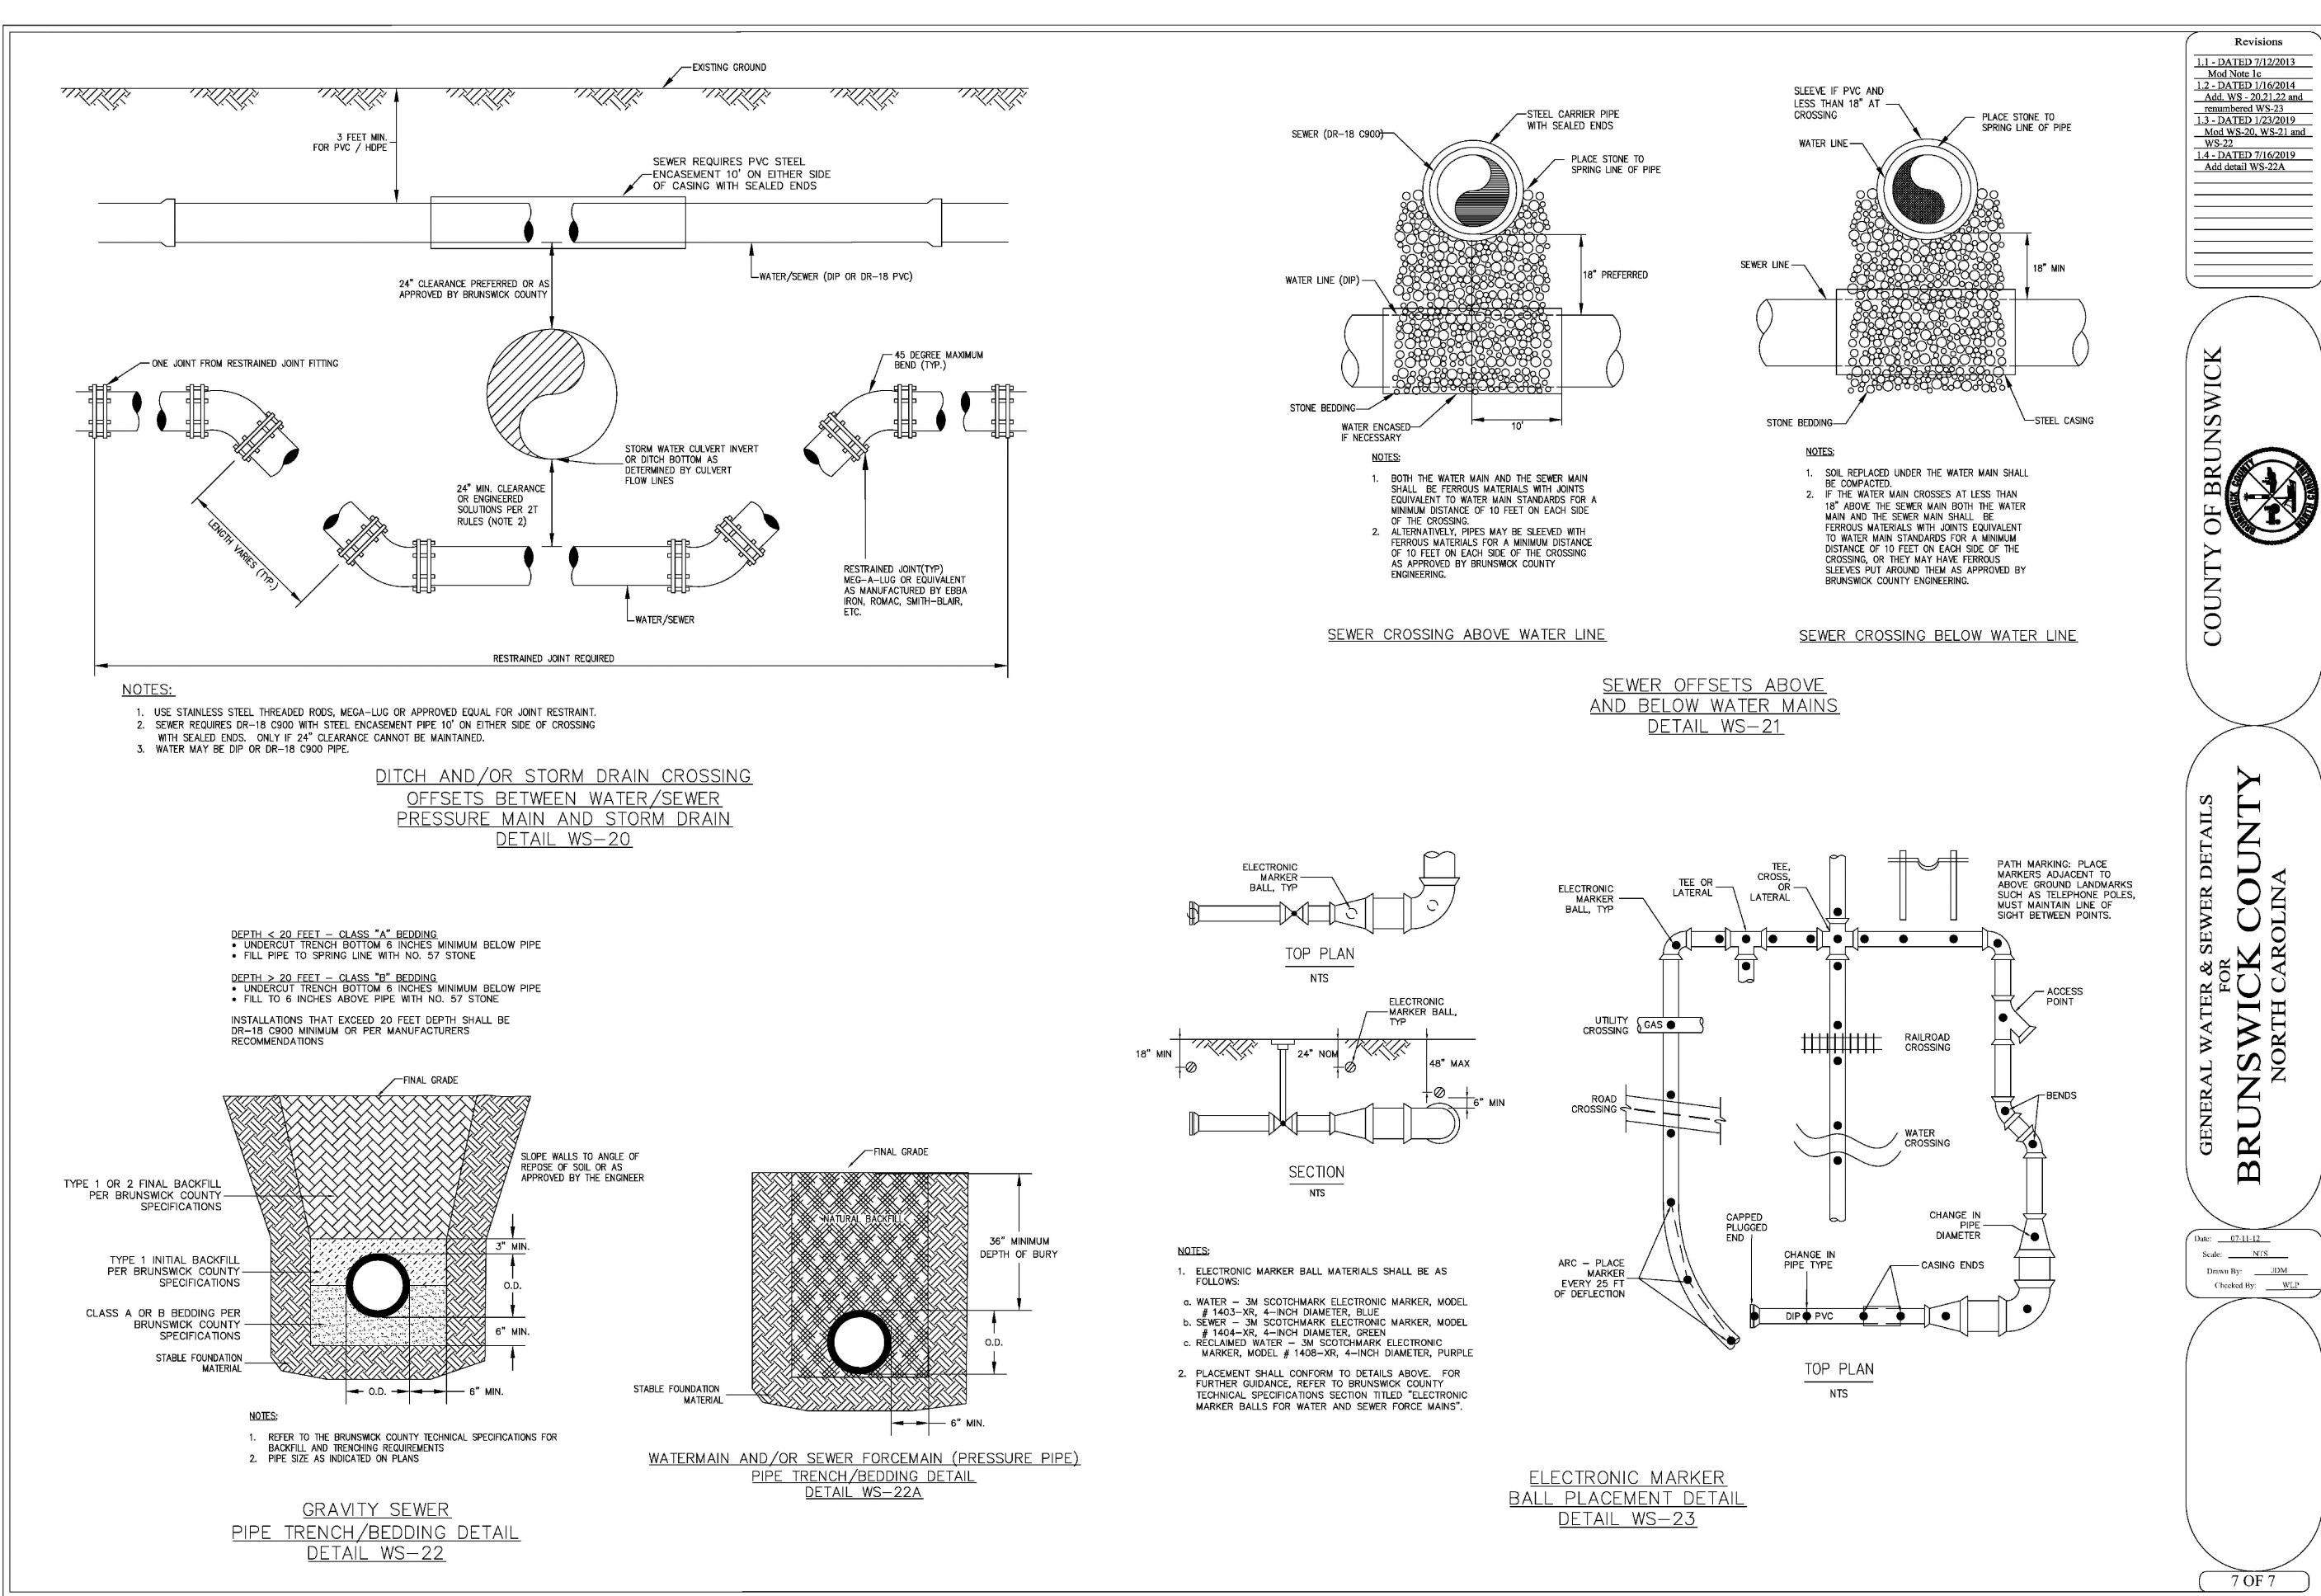 EXISTING GROUND
3 FEET MIN.
FOR PVC / HDPE
SEWER REQUIRES PVC STEEL
ENCASEMENT 10' ON EITHER SIDE
OF CASING WITH SEALED ENDS
24" CLEARANCE PREFERRED OR AS
APPROVED BY BRUNSWICK COUNTY
WATER/SEWER (DIP OR DR-18 PVC)
ONE JOINT FROM RESTRAINED JOINT FITTING
45 DEGREE MAXIMUM
BEND (TYP.)
STORM WATER CULVERT INVERT
OR DITCH BOTTOM AS
DETERMINED BY CULVERT
FLOW LINES
24" MIN. CLEARANCE
OR ENGINEERED
SOLUTIONS PER 2T
RULES (NOTE 2)
LENGTH VARIES (TYP.)
RESTRAINED JOINT(TYP)
MEG-A-LUG OR EQUIVALENT
AS MANUFACTURED BY EBBA
IRON, ROMAC, SMITH-BLAIR,
ETC.
WATER/SEWER
RESTRAINED JOINT REQUIRED
NOTES:
1. USE STAINLESS STEEL THREADED RODS, MEGA-LUG OR APPROVED EQUAL FOR JOINT RESTRAINT.
2. SEWER REQUIRES DR-18 C900 WITH STEEL ENCASEMENT PIPE 10' ON EITHER SIDE OF CROSSING
WITH SEALED ENDS. ONLY IF 24" CLEARANCE CANNOT BE MAINTAINED.
3. WATER MAY BE DIP OR DR-18 C900 PIPE.
DITCH AND/OR STORM DRAIN CROSSING
OFFSETS BETWEEN WATER/SEWER
PRESSURE MAIN AND STORM DRAIN
DETAIL WS-20
SEWER (DR-18 C900)
STEEL CARRIER PIPE
WITH SEALED ENDS
PLACE STONE TO
SPRING LINE OF PIPE
WATER LINE (DIP)
18" PREFERRED
STONE BEDDING
WATER ENCASED
IF NECESSARY
10'
NOTES:
1. BOTH THE WATER MAIN AND THE SEWER MAIN
SHALL BE FERROUS MATERIALS WITH JOINTS
EQUIVALENT TO WATER MAIN STANDARDS FOR A
MINIMUM DISTANCE OF 10 FEET ON EACH SIDE
OF THE CROSSING.
2. ALTERNATIVELY, PIPES MAY BE SLEEVED WITH
FERROUS MATERIALS FOR A MINIMUM DISTANCE
OF 10 FEET ON EACH SIDE OF THE CROSSING
AS APPROVED BY BRUNSWICK COUNTY
ENGINEERING.
SEWER CROSSING ABOVE WATER LINE
SLEEVE IF PVC AND
LESS THAN 18" AT
CROSSING
PLACE STONE TO
SPRING LINE OF PIPE
WATER LINE
SEWER LINE
18" MIN
STONE BEDDING
STEEL CASING
NOTES:
1. SOIL REPLACED UNDER THE WATER MAIN SHALL
BE COMPACTED.
2. IF THE WATER MAIN CROSSES AT LESS THAN
18" ABOVE THE SEWER MAIN BOTH THE WATER
MAIN AND THE SEWER MAIN SHALL BE
FERROUS MATERIALS WITH JOINTS EQUIVALENT
TO WATER MAIN STANDARDS FOR A MINIMUM
DISTANCE OF 10 FEET ON EACH SIDE OF THE
CROSSING, OR THEY MAY HAVE FERROUS
SLEEVES PUT AROUND THEM AS APPROVED BY
BRUNSWICK COUNTY ENGINEERING.
SEWER CROSSING BELOW WATER LINE
SEWER OFFSETS ABOVE
AND BELOW WATER MAINS
DETAIL WS-21
DEPTH < 20 FEET - CLASS "A" BEDDING
• UNDERCUT TRENCH BOTTOM 6 INCHES MINIMUM BELOW PIPE
• FILL PIPE TO SPRING LINE WITH NO. 57 STONE
DEPTH > 20 FEET - CLASS "B" BEDDING
• UNDERCUT TRENCH BOTTOM 6 INCHES MINIMUM BELOW PIPE
• FILL TO 6 INCHES ABOVE PIPE WITH NO. 57 STONE
INSTALLATIONS THAT EXCEED 20 FEET DEPTH SHALL BE
DR-18 C900 MINIMUM OR PER MANUFACTURERS
RECOMMENDATIONS
FINAL GRADE
SLOPE WALLS TO ANGLE OF
REPOSE OF SOIL OR AS
APPROVED BY THE ENGINEER
TYPE 1 OR 2 FINAL BACKFILL
PER BRUNSWICK COUNTY
SPECIFICATIONS
TYPE 1 INITIAL BACKFILL
PER BRUNSWICK COUNTY
SPECIFICATIONS
CLASS A OR B BEDDING PER
BRUNSWICK COUNTY
SPECIFICATIONS
STABLE FOUNDATION
MATERIAL
3" MIN.
O.D.
6" MIN.
O.D.
6" MIN.
NOTES:
1. REFER TO THE BRUNSWICK COUNTY TECHNICAL SPECIFICATIONS FOR
BACKFILL AND TRENCHING REQUIREMENTS
2. PIPE SIZE AS INDICATED ON PLANS
GRAVITY SEWER
PIPE TRENCH/BEDDING DETAIL
DETAIL WS-22
FINAL GRADE
NATURAL BACKFILL
36" MINIMUM
DEPTH OF BURY
O.D.
STABLE FOUNDATION
MATERIAL
6" MIN.
WATERMAIN AND/OR SEWER FORCEMAIN (PRESSURE PIPE)
PIPE TRENCH/BEDDING DETAIL
DETAIL WS-22A
ELECTRONIC
MARKER
BALL, TYP
TOP PLAN
NTS
ELECTRONIC
MARKER BALL,
TYP
18" MIN
24" NOM
48" MAX
6" MIN
SECTION
NTS
NOTES:
1. ELECTRONIC MARKER BALL MATERIALS SHALL BE AS
FOLLOWS:
a. WATER - 3M SCOTCHMARK ELECTRONIC MARKER, MODEL
# 1403-XR, 4-INCH DIAMETER, BLUE
b. SEWER - 3M SCOTCHMARK ELECTRONIC MARKER, MODEL
# 1404-XR, 4-INCH DIAMETER, GREEN
c. RECLAIMED WATER - 3M SCOTCHMARK ELECTRONIC
MARKER, MODEL # 1408-XR, 4-INCH DIAMETER, PURPLE
2. PLACEMENT SHALL CONFORM TO DETAILS ABOVE. FOR
FURTHER GUIDANCE, REFER TO BRUNSWICK COUNTY
TECHNICAL SPECIFICATIONS SECTION TITLED "ELECTRONIC
MARKER BALLS FOR WATER AND SEWER FORCE MAINS".
ELECTRONIC
MARKER
BALL, TYP
TEE OR
LATERAL
TEE,
CROSS,
OR
LATERAL
PATH MARKING: PLACE
MARKERS ADJACENT TO
ABOVE GROUND LANDMARKS
SUCH AS TELEPHONE POLES,
MUST MAINTAIN LINE OF
SIGHT BETWEEN POINTS.
ACCESS
POINT
UTILITY
CROSSING
GAS
RAILROAD
CROSSING
ROAD
CROSSING
BENDS
WATER
CROSSING
CAPPED
PLUGGED
END
CHANGE IN
PIPE
DIAMETER
CHANGE IN
PIPE TYPE
CASING ENDS
ARC - PLACE
MARKER
EVERY 25 FT
OF DEFLECTION
DIP PVC
TOP PLAN
NTS
ELECTRONIC MARKER
BALL PLACEMENT DETAIL
DETAIL WS-23
Revisions
1.1 - DATED 7/12/2013
Mod Note 1c
1.2 - DATED 1/16/2014
Add. WS - 20,21,22 and
renumbered WS-23
1.3 - DATED 1/23/2019
Mod WS-20, WS-21 and
WS-22
1.4 - DATED 7/16/2019
Add detail WS-22A
COUNTY OF BRUNSWICK
BRUNSWICK COUNTY
NORTH CAROLINA
GENERAL WATER & SEWER DETAILS
FOR
BRUNSWICK COUNTY
NORTH CAROLINA
Date: 07-11-12
Scale: NTS
Drawn By: JDM
Checked By: WLP
7 OF 7